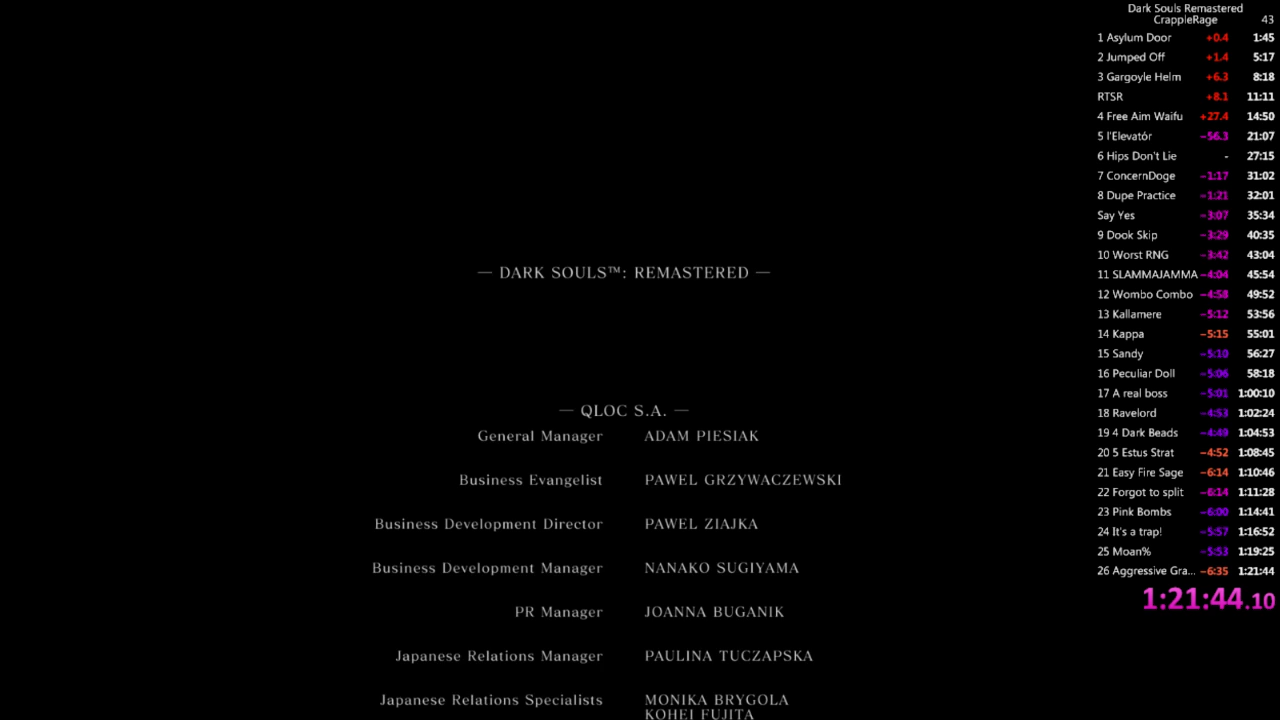 — DARK SOULS™: REMASTERED —
— QLOC S.A. —
General Manager ADAM PIESIAK
Business Evangelist PAWEL GRZYWACZEWSKI
Business Development Director PAWEL ZIAJKA
Business Development Manager NANAKO SUGIYAMA
PR Manager JOANNA BUGANIK
Japanese Relations Manager PAULINA TUCZAPSKA
Japanese Relations Specialists MONIKA BRYGOLA
KOHEI FUJITA
Dark Souls Remastered
CrappleRage 43
1 Asylum Door +0.4 1:45
2 Jumped Off +1.4 5:17
3 Gargoyle Helm +6.3 8:18
RTSR +8.1 11:11
4 Free Aim Waifu +27.4 14:50
5 l'Elevatór −56.3 21:07
6 Hips Don't Lie - 27:15
7 ConcernDoge −1:17 31:02
8 Dupe Practice −1:21 32:01
Say Yes −3:07 35:34
9 Dook Skip −3:29 40:35
10 Worst RNG −3:42 43:04
11 SLAMMAJAMMA −4:04 45:54
12 Wombo Combo −4:58 49:52
13 Kallamere −5:12 53:56
14 Kappa −5:15 55:01
15 Sandy −5:10 56:27
16 Peculiar Doll −5:06 58:18
17 A real boss −5:01 1:00:10
18 Ravelord −4:53 1:02:24
19 4 Dark Beads −4:49 1:04:53
20 5 Estus Strat −4:52 1:08:45
21 Easy Fire Sage −6:14 1:10:46
22 Forgot to split −6:14 1:11:28
23 Pink Bombs −6:00 1:14:41
24 It's a trap! −5:57 1:16:52
25 Moan% −5:53 1:19:25
26 Aggressive Gra... −6:35 1:21:44
1:21:44.10